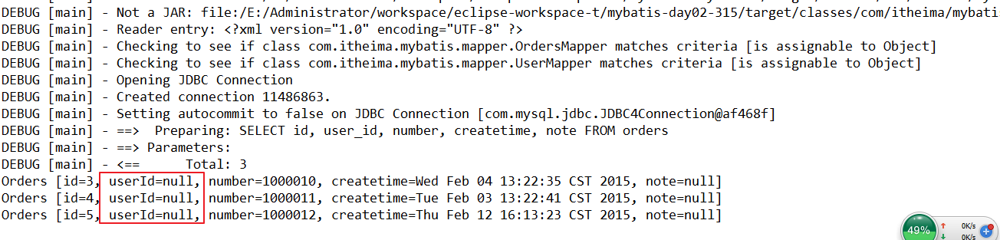 DEBUG [main] - Not a JAR: file:/E:/Administrator/workspace/eclipse-workspace-t/mybatis-day02-315/target/classes/com/itheima/mybatis
DEBUG [main] - Reader entry: <?xml version="1.0" encoding="UTF-8" ?>
DEBUG [main] - Checking to see if class com.itheima.mybatis.mapper.OrdersMapper matches criteria [is assignable to Object]
DEBUG [main] - Checking to see if class com.itheima.mybatis.mapper.UserMapper matches criteria [is assignable to Object]
DEBUG [main] - Opening JDBC Connection
DEBUG [main] - Created connection 11486863.
DEBUG [main] - Setting autocommit to false on JDBC Connection [com.mysql.jdbc.JDBC4Connection@af468f]
DEBUG [main] - ==>  Preparing: SELECT id, user_id, number, createtime, note FROM orders
DEBUG [main] - ==> Parameters:
DEBUG [main] - <==      Total: 3
Orders [id=3, userId=null, number=1000010, createtime=Wed Feb 04 13:22:35 CST 2015, note=null]
Orders [id=4, userId=null, number=1000011, createtime=Tue Feb 03 13:22:41 CST 2015, note=null]
Orders [id=5, userId=null, number=1000012, createtime=Thu Feb 12 16:13:23 CST 2015, note=null]
49%
0K/s
0K/s